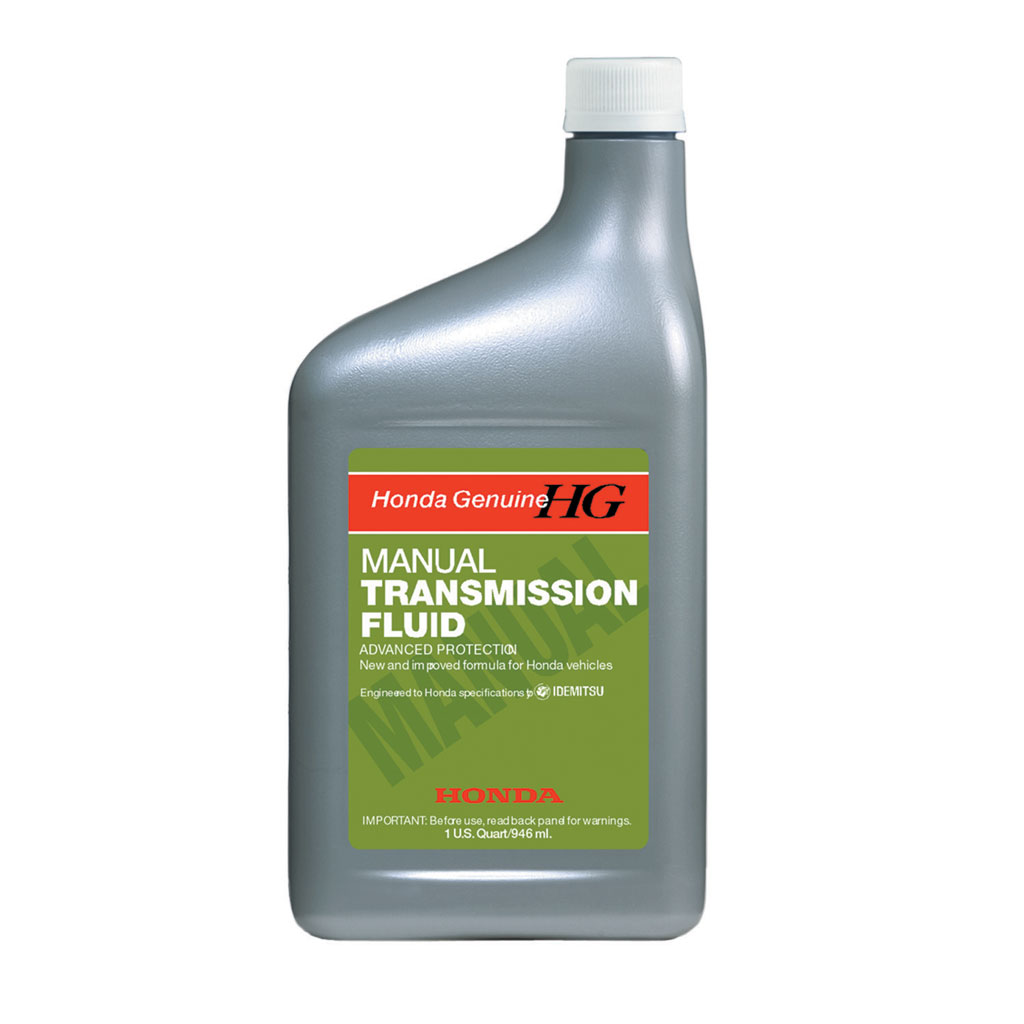 Honda Genuine HG
MANUAL
TRANSMISSION
FLUID
ADVANCED PROTECTION
New and improved formula for Honda vehicles
Engineered to Honda specifications by IDEMITSU
MANUAL
HONDA
IMPORTANT: Before use, read back panel for warnings.
1 U.S. Quart/946 ml.